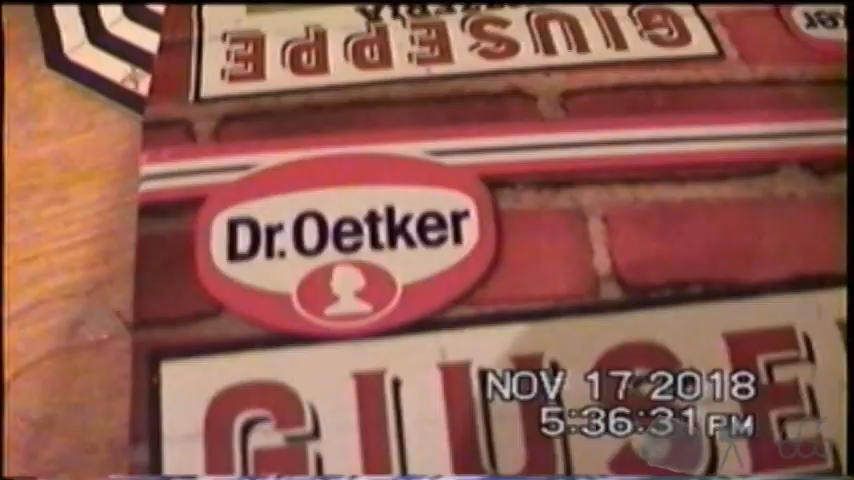 GIUSEPPE
Dr.Oetker
GIUSE
NOV 17 2018
5:36:31 PM